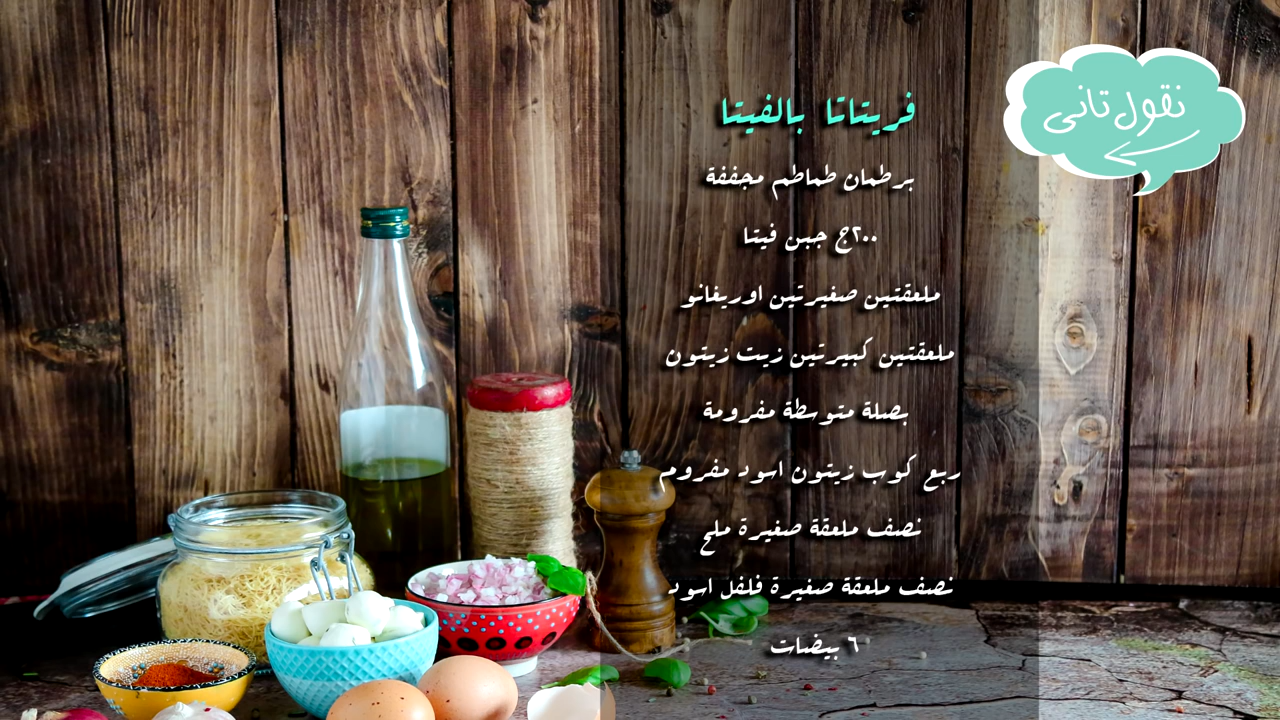 نقول تانى
فريتاتا بالفيتا
برطمان طماطم مجففة
٢٠٠ج جبن فيتا
ملعقتين صغيرتين اوريغانو
ملعقتين كبيرتين زيت زيتون
بصلة متوسطة مفرومة
ربع كوب زيتون اسود مفروم
نصف ملعقة صغيرة ملح
نصف ملعقة صغيرة فلفل اسود
٦ بيضات